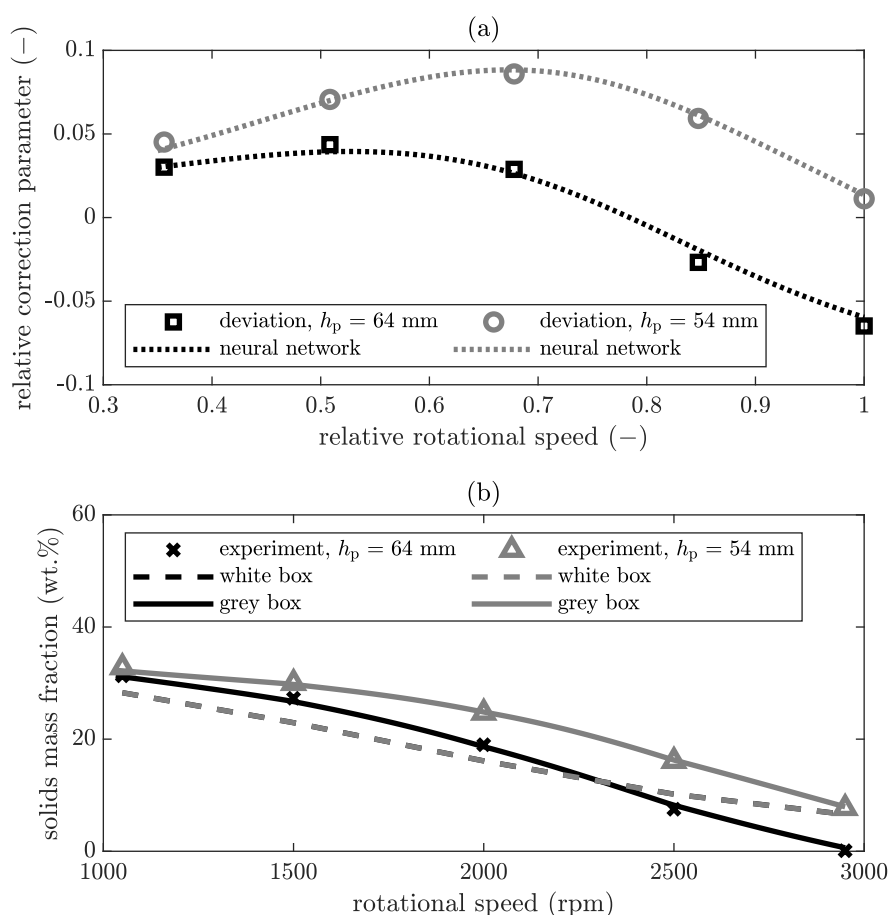 (a)
relative correction parameter (−)
0.1
0.05
0
-0.05
-0.1
deviation, hp = 64 mm
deviation, hp = 54 mm
neural network
neural network
0.3 0.4 0.5 0.6 0.7 0.8 0.9 1
relative rotational speed (−)
(b)
solids mass fraction (wt.%)
60
40
20
0
experiment, hp = 64 mm
experiment, hp = 54 mm
white box
white box
grey box
grey box
1000 1500 2000 2500 3000
rotational speed (rpm)